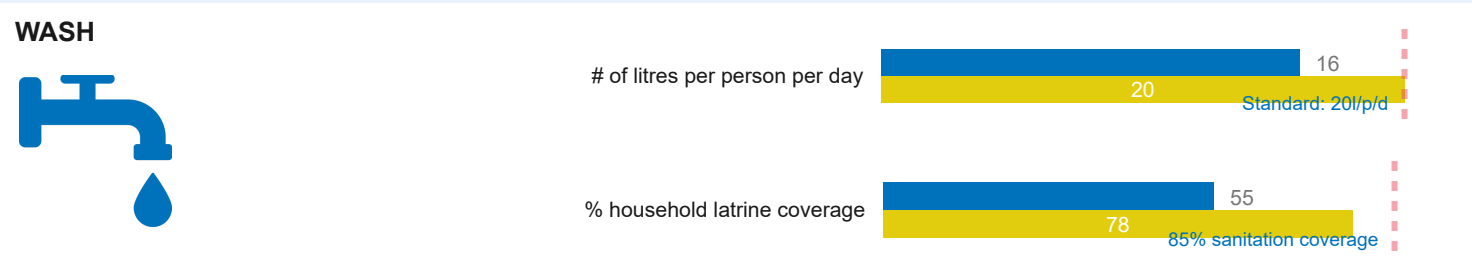 WASH
# of litres per person per day
16
20
Standard: 20l/p/d
% household latrine coverage
55
78
85% sanitation coverage